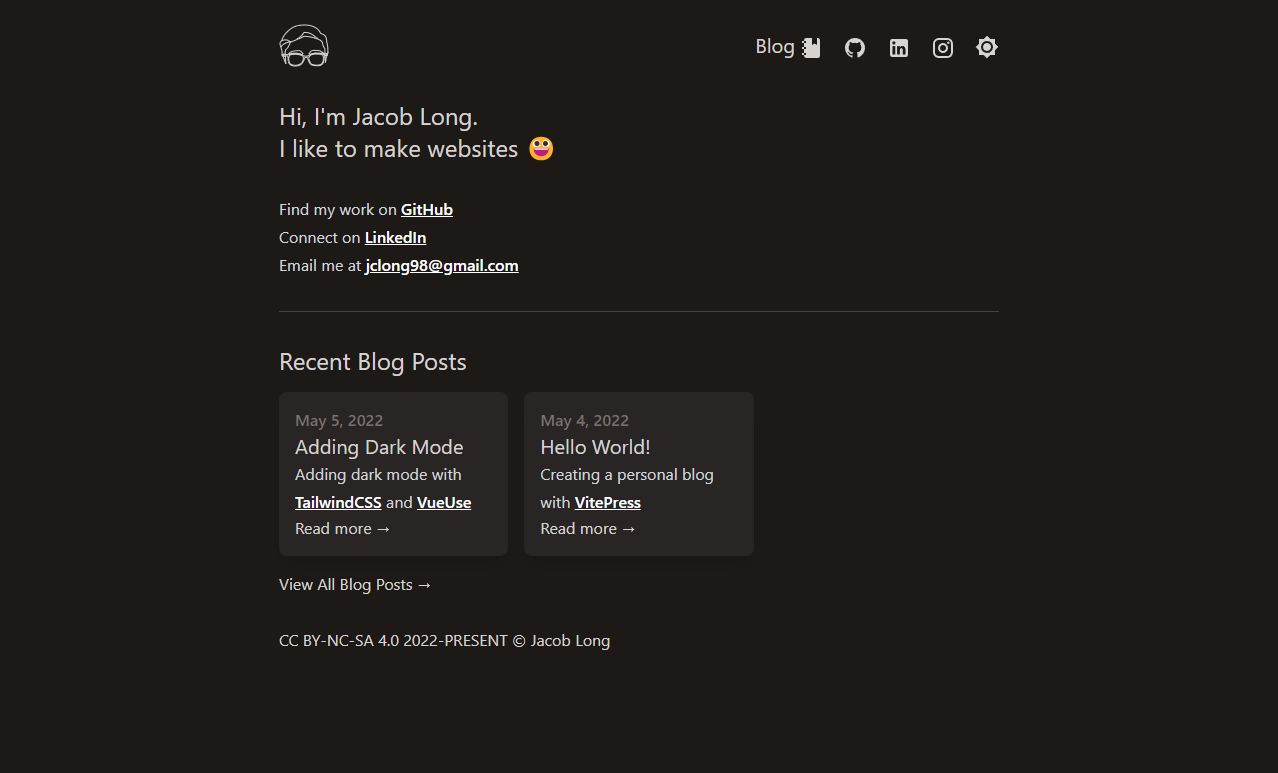 Blog
Hi, I'm Jacob Long.
I like to make websites
Find my work on GitHub
Connect on LinkedIn
Email me at jclong98@gmail.com
Recent Blog Posts
May 5, 2022
Adding Dark Mode
Adding dark mode with
TailwindCSS and VueUse
Read more →
May 4, 2022
Hello World!
Creating a personal blog
with VitePress
Read more →
View All Blog Posts →
CC BY-NC-SA 4.0 2022-PRESENT © Jacob Long